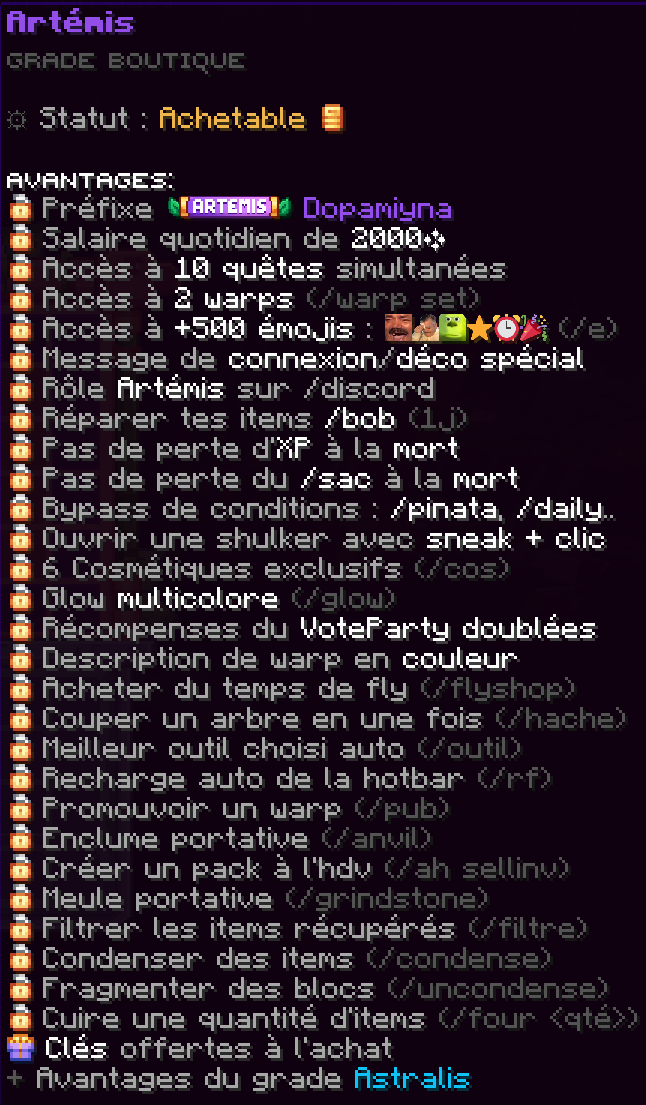 Artémis
GRADE BOUTIQUE
Statut : Achetable
AVANTAGES:
Préfixe ARTEMIS Dopamiyna
Salaire quotidien de 2000
Accès à 10 quêtes simultanées
Accès à 2 warps (/warp set)
Accès à +500 émojis : (/e)
Message de connexion/déco spécial
Rôle Artémis sur /discord
Réparer tes items /bob (1j)
Pas de perte d'XP à la mort
Pas de perte du /sac à la mort
Bypass de conditions : /pinata, /daily..
Ouvrir une shulker avec sneak + clic
6 Cosmétiques exclusifs (/cos)
Glow multicolore (/glow)
Récompenses du VoteParty doublées
Description de warp en couleur
Acheter du temps de fly (/flyshop)
Couper un arbre en une fois (/hache)
Meilleur outil choisi auto (/outil)
Recharge auto de la hotbar (/rf)
Promouvoir un warp (/pub)
Enclume portative (/anvil)
Créer un pack à l'hdv (/ah sellinv)
Meule portative (/grindstone)
Filtrer les items récupérés (/filtre)
Condenser des items (/condense)
Fragmenter des blocs (/uncondense)
Cuire une quantité d'items (/four <qté>)
Clés offertes à l'achat
+ Avantages du grade Astralis